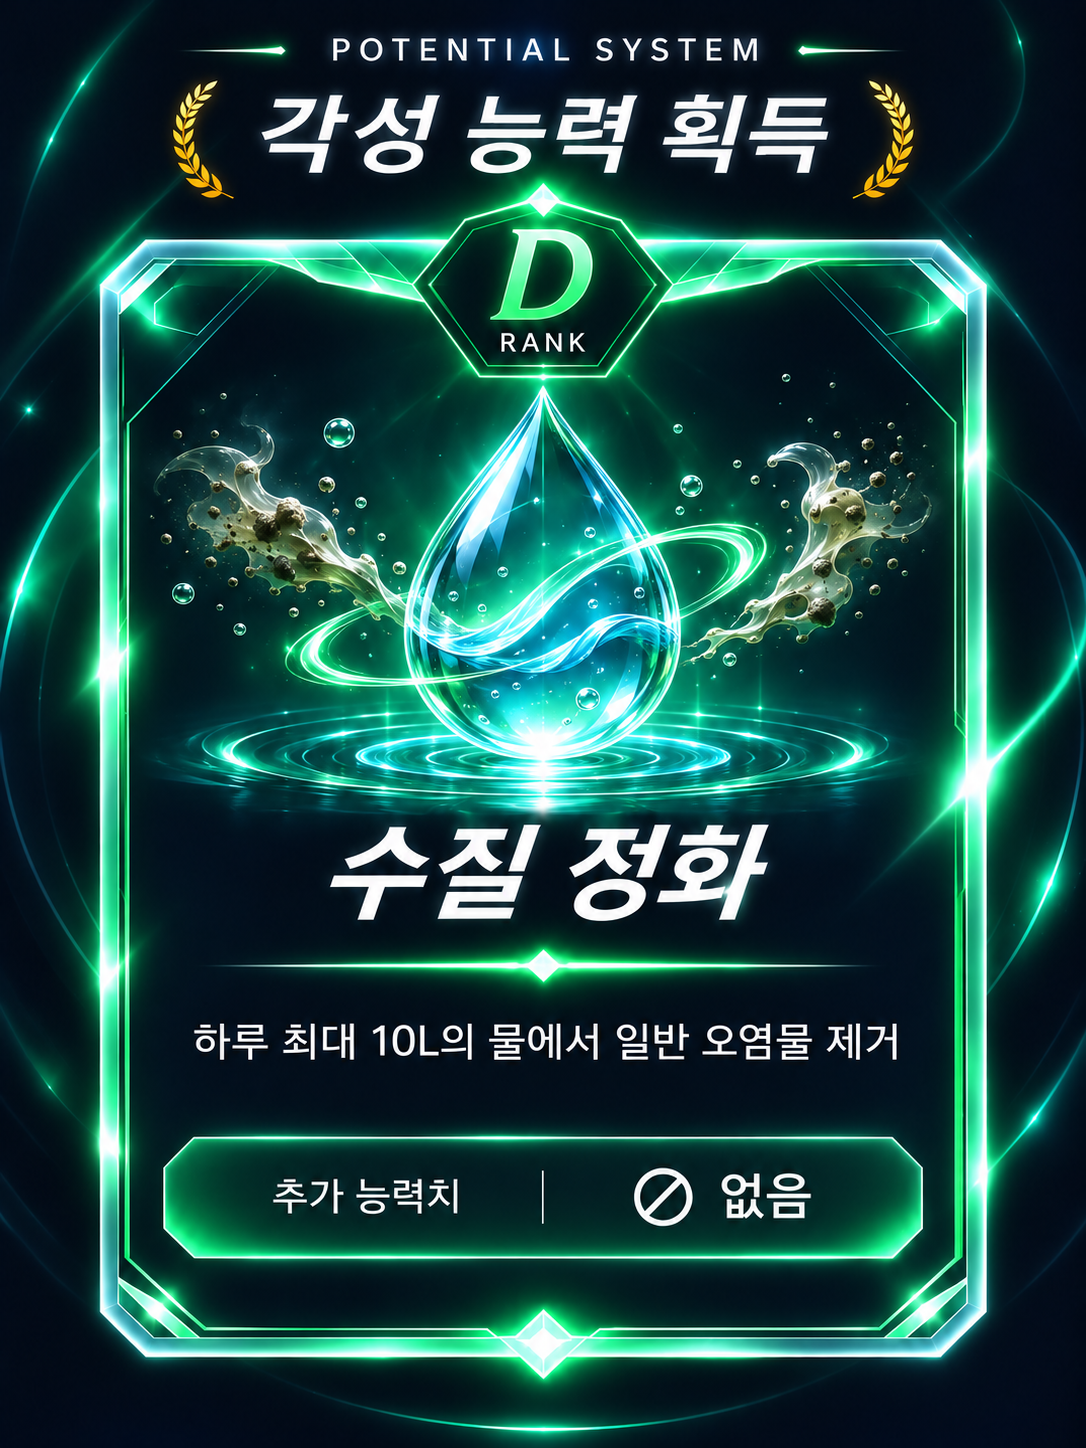 POTENTIAL SYSTEM
각성 능력 획득
D
RANK
수질 정화
하루 최대 10L의 물에서 일반 오염물 제거
추가 능력치
없음